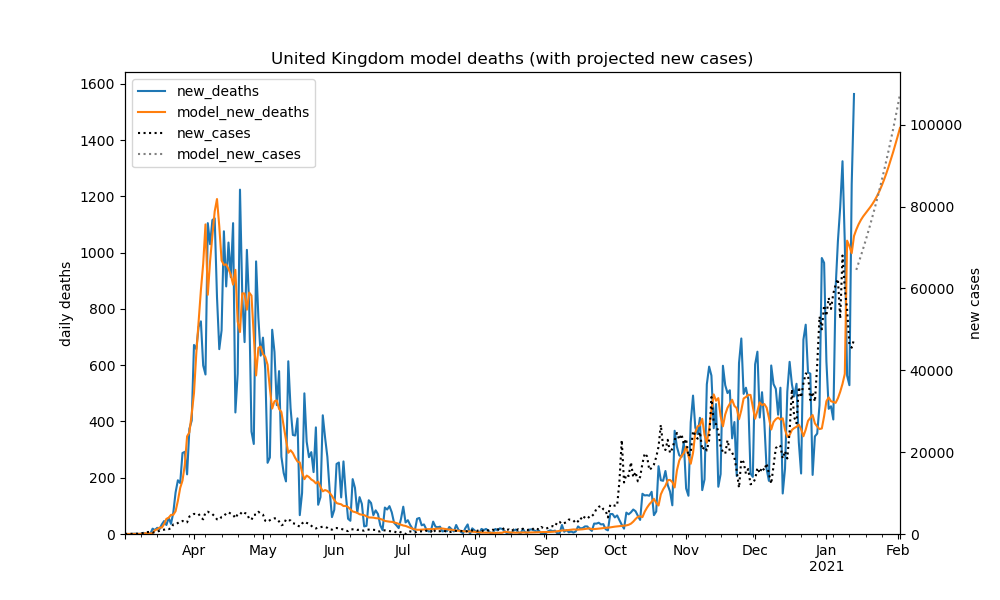 United Kingdom model deaths (with projected new cases)
new_deaths
model_new_deaths
new_cases
model_new_cases
daily deaths
1600
1400
1200
1000
800
600
400
200
0
100000
80000
60000
40000
20000
0
new cases
Apr May Jun Jul Aug Sep Oct Nov Dec Jan Feb
2021